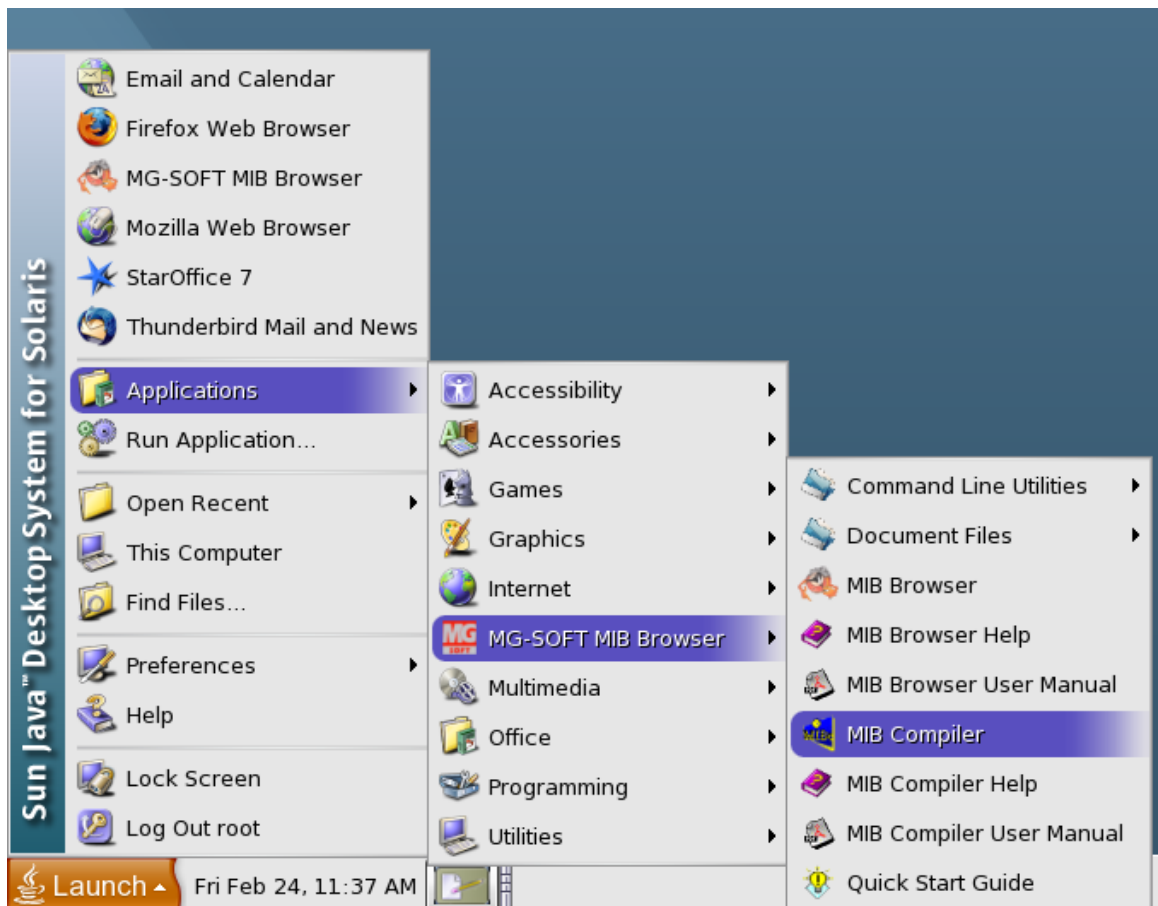 Sun Java™ Desktop System for Solaris
Email and Calendar
Firefox Web Browser
MG-SOFT MIB Browser
Mozilla Web Browser
StarOffice 7
Thunderbird Mail and News
Applications
Run Application...
Open Recent
This Computer
Find Files...
Preferences
Help
Lock Screen
Log Out root
Accessibility
Accessories
Games
Graphics
Internet
MG
SOFT
MG-SOFT MIB Browser
Multimedia
Office
Programming
Utilities
Command Line Utilities
Document Files
MIB Browser
MIB Browser Help
MIB Browser User Manual
MIB Compiler
MIB Compiler Help
MIB Compiler User Manual
Quick Start Guide
Launch
Fri Feb 24, 11:37 AM